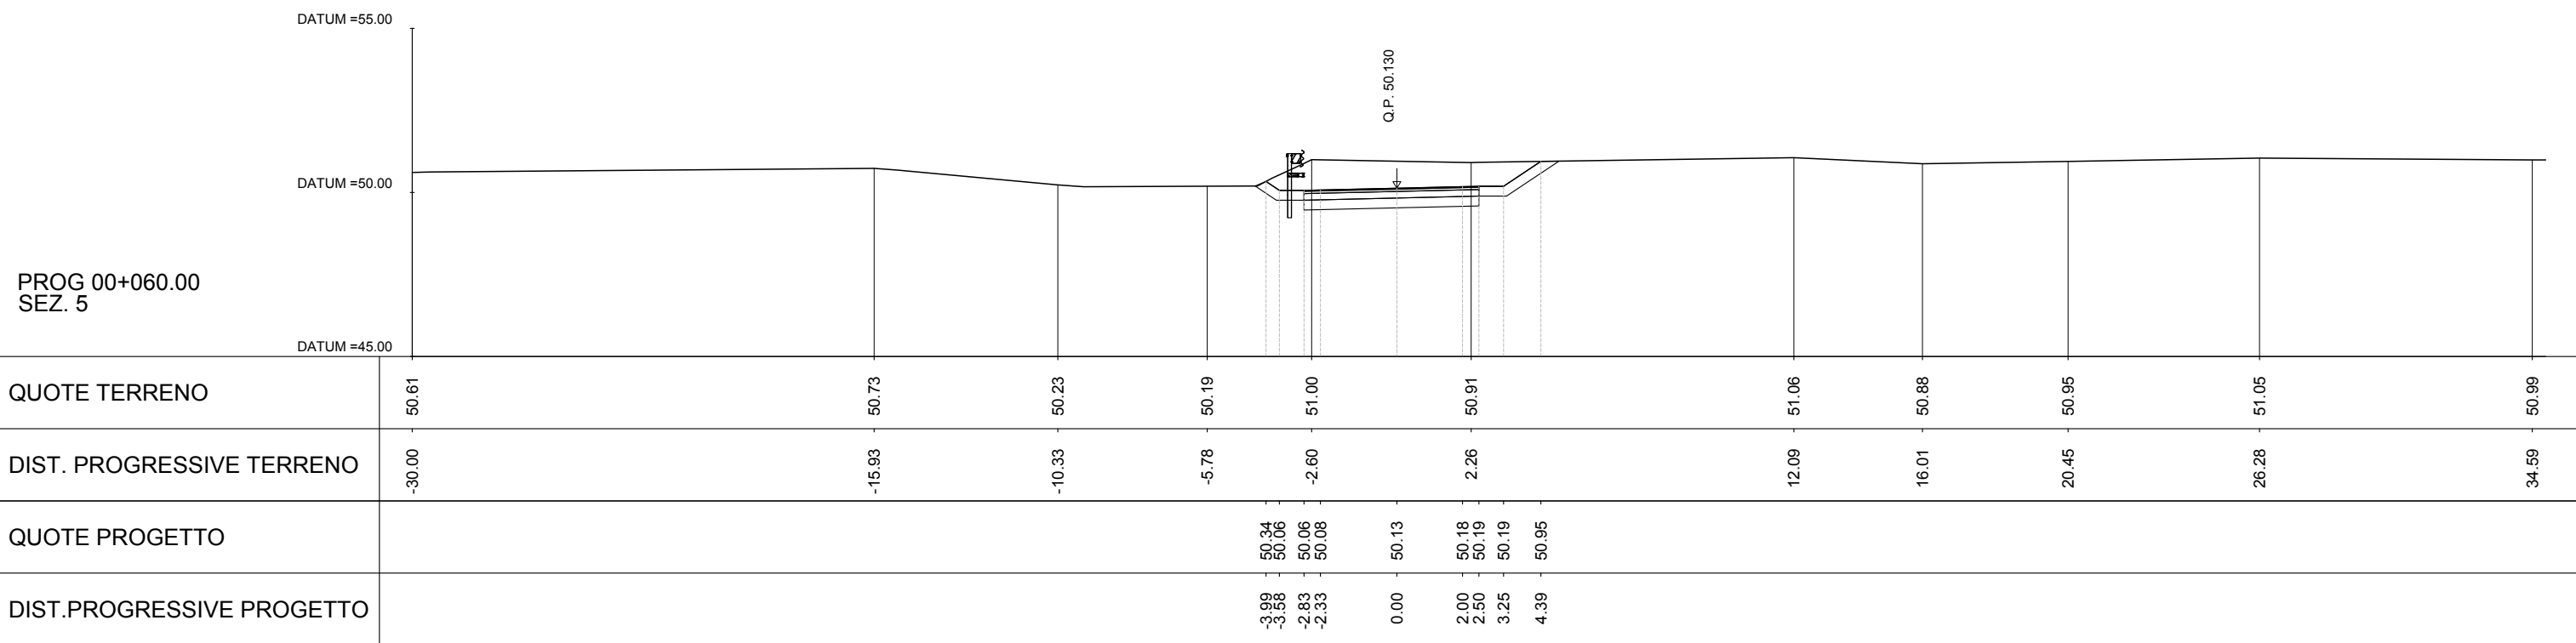 DATUM =55.00
Q.P. 50.130
DATUM =50.00
PROG 00+060.00
SEZ. 5
DATUM =45.00
QUOTE TERRENO 50.61 50.73 50.23 50.19 51.00 50.91 51.06 50.88 50.95 51.05 50.99
DIST. PROGRESSIVE TERRENO -30.00 -15.93 -10.33 -5.78 -2.60 2.26 12.09 16.01 20.45 26.28 34.59
QUOTE PROGETTO 50.34 50.06 50.06 50.08 50.13 50.18 50.19 50.19 50.95
DIST.PROGRESSIVE PROGETTO -3.99 -3.58 -2.83 -2.33 0.00 2.00 2.50 3.25 4.39